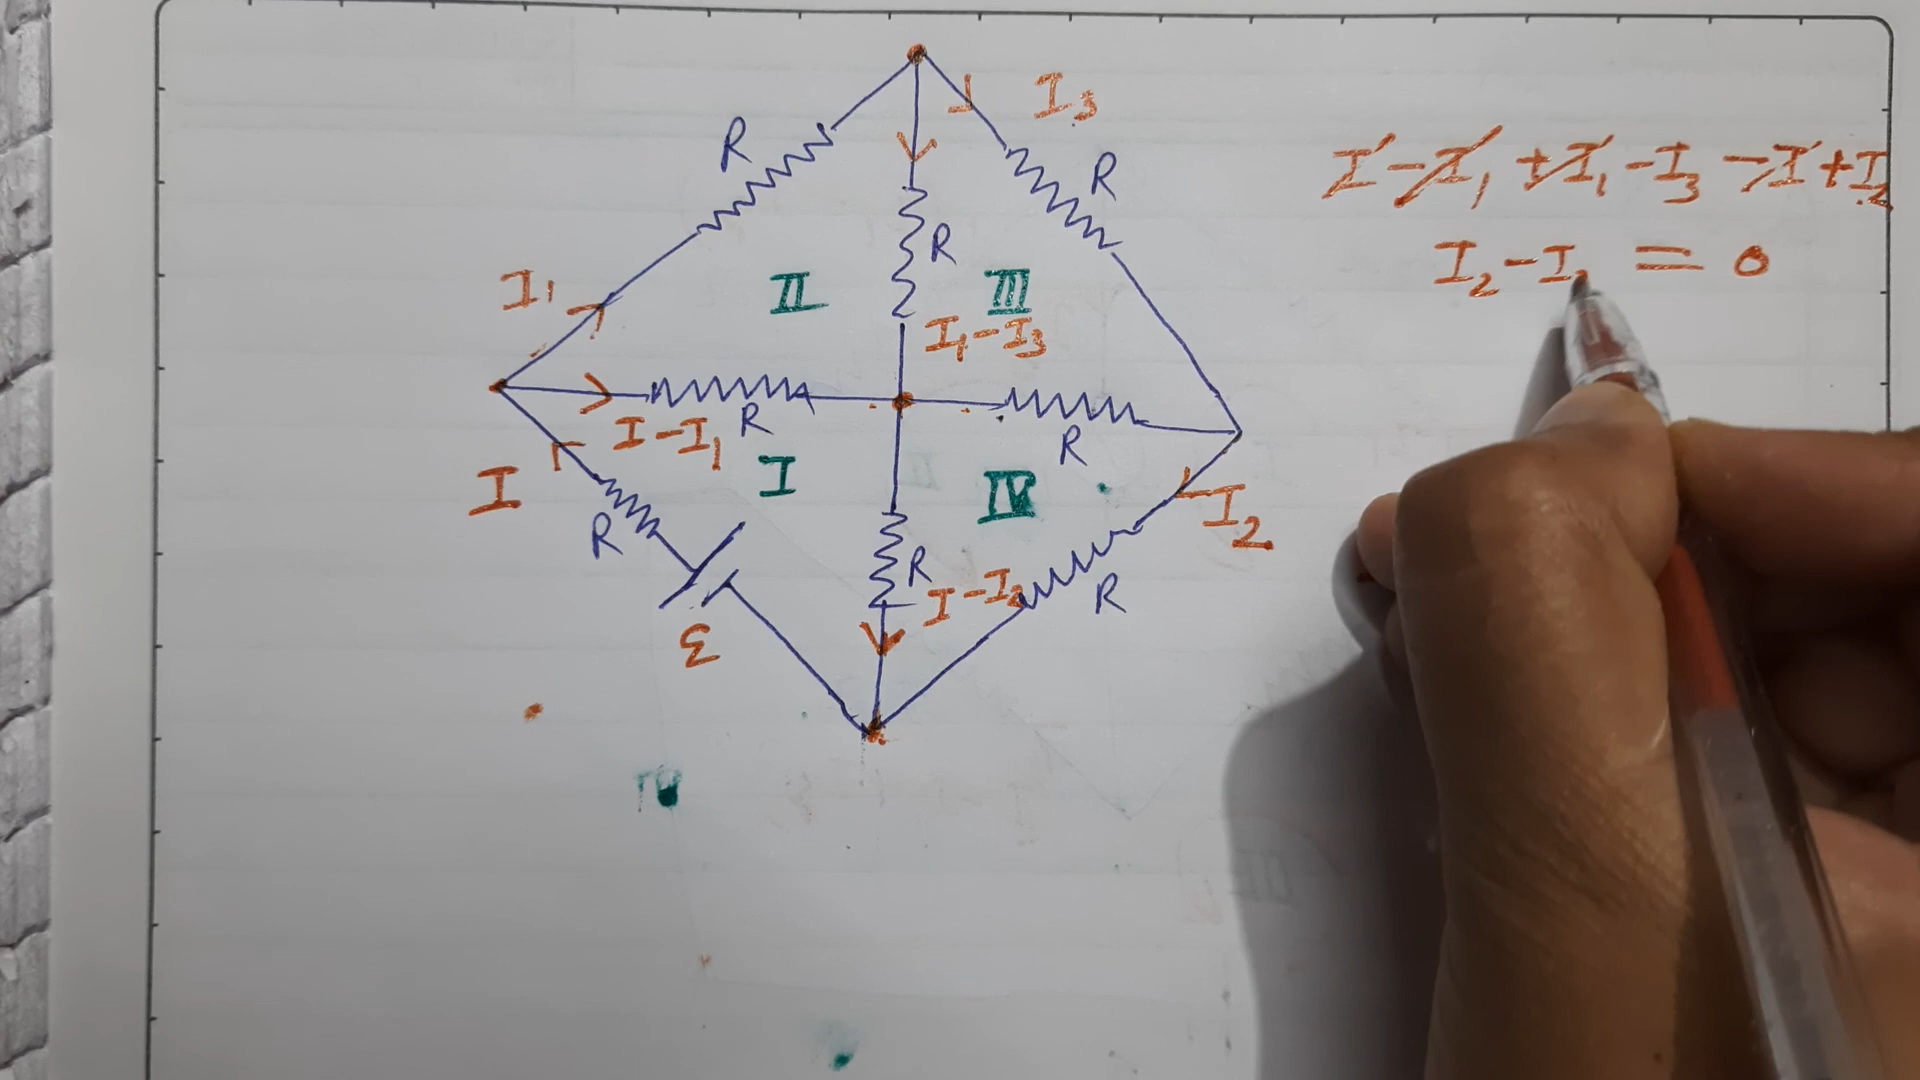 I₃
R
R
I - I₁ + I₁ - I₃ - I + I₂
R
I₂ - I₃ = 0
I₁
II
III
I₁ - I₃
I - I₁
R
R
I
I
IV
I₂
R
R
I - I₂
R
ε